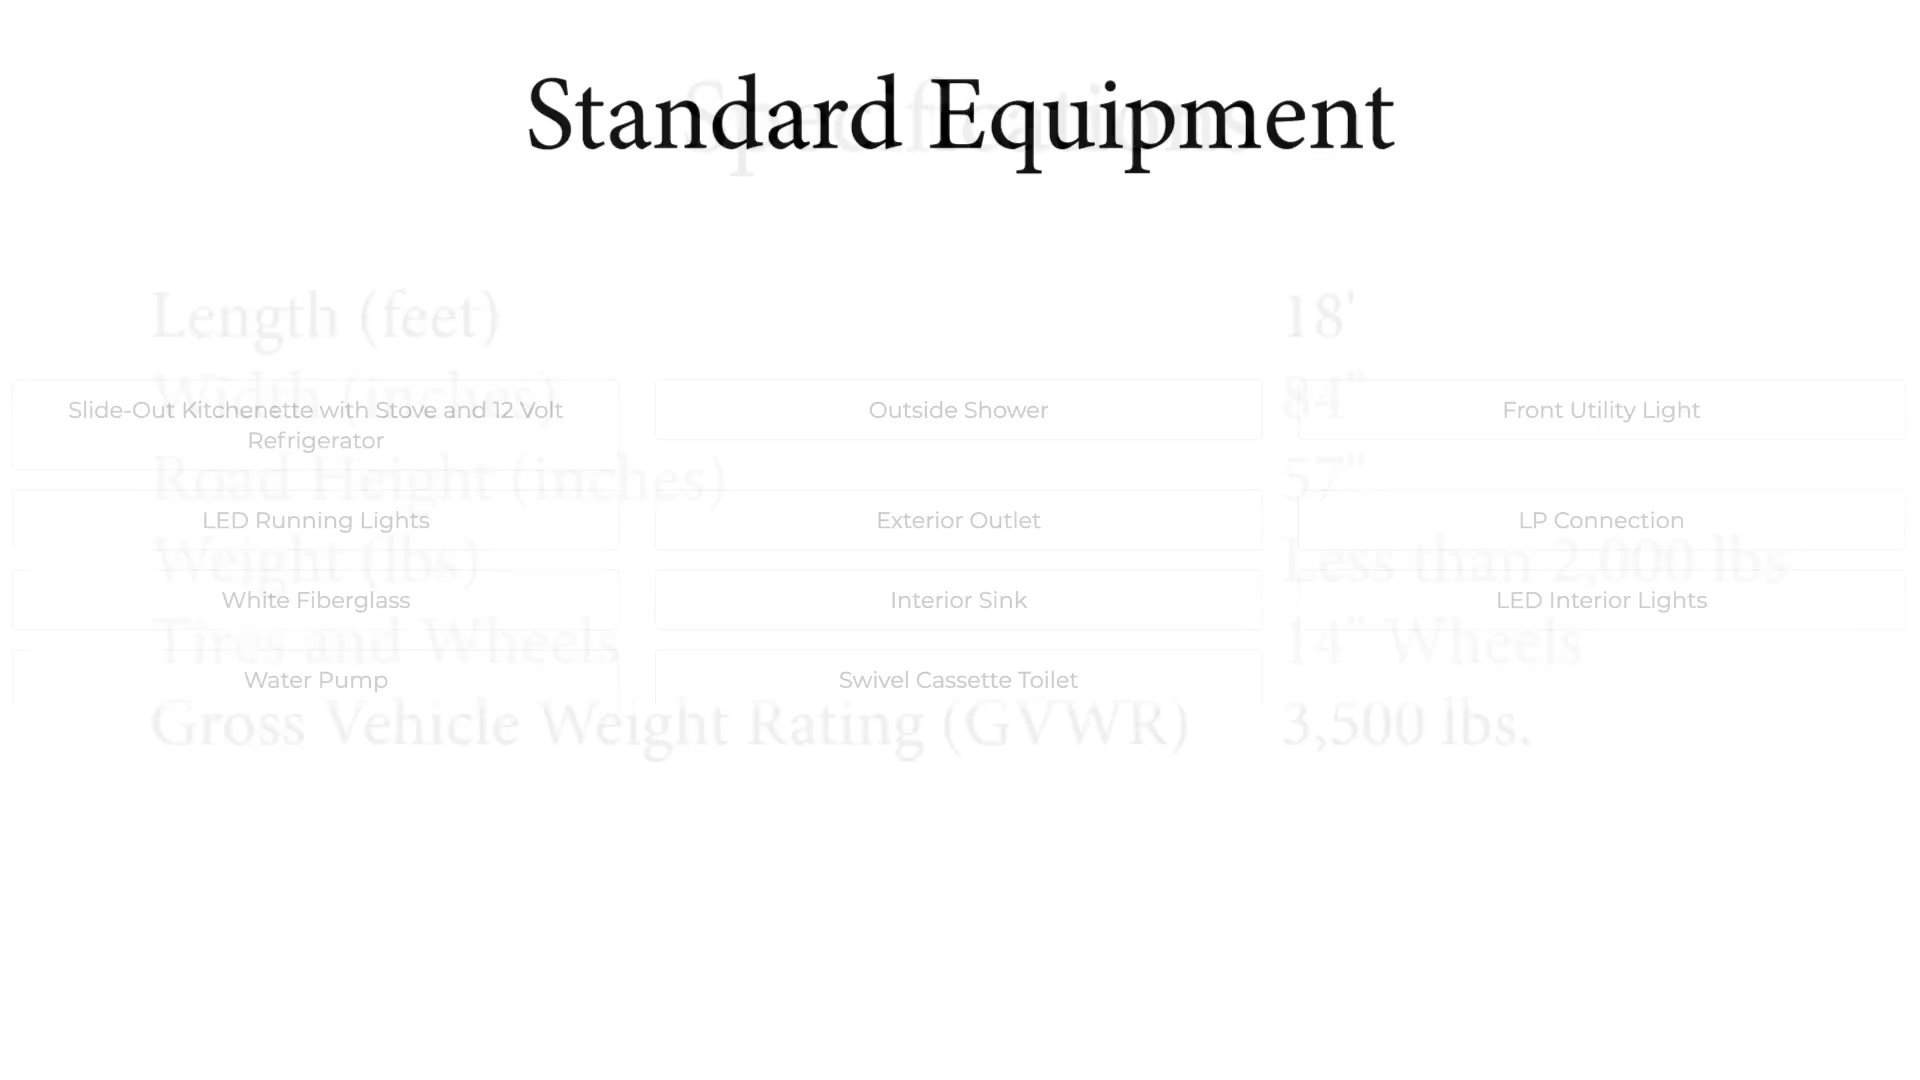 Standard Equipment
Specifications
Length (feet) 18'
Width (inches) 84"
Road Height (inches) 57"
Weight (lbs) Less than 2,000 lbs
Tires and Wheels 14" Wheels
Gross Vehicle Weight Rating (GVWR) 3,500 lbs.
Slide-Out Kitchenette with Stove and 12 Volt
Refrigerator
Outside Shower
Front Utility Light
LED Running Lights
Exterior Outlet
LP Connection
White Fiberglass
Interior Sink
LED Interior Lights
Water Pump
Swivel Cassette Toilet